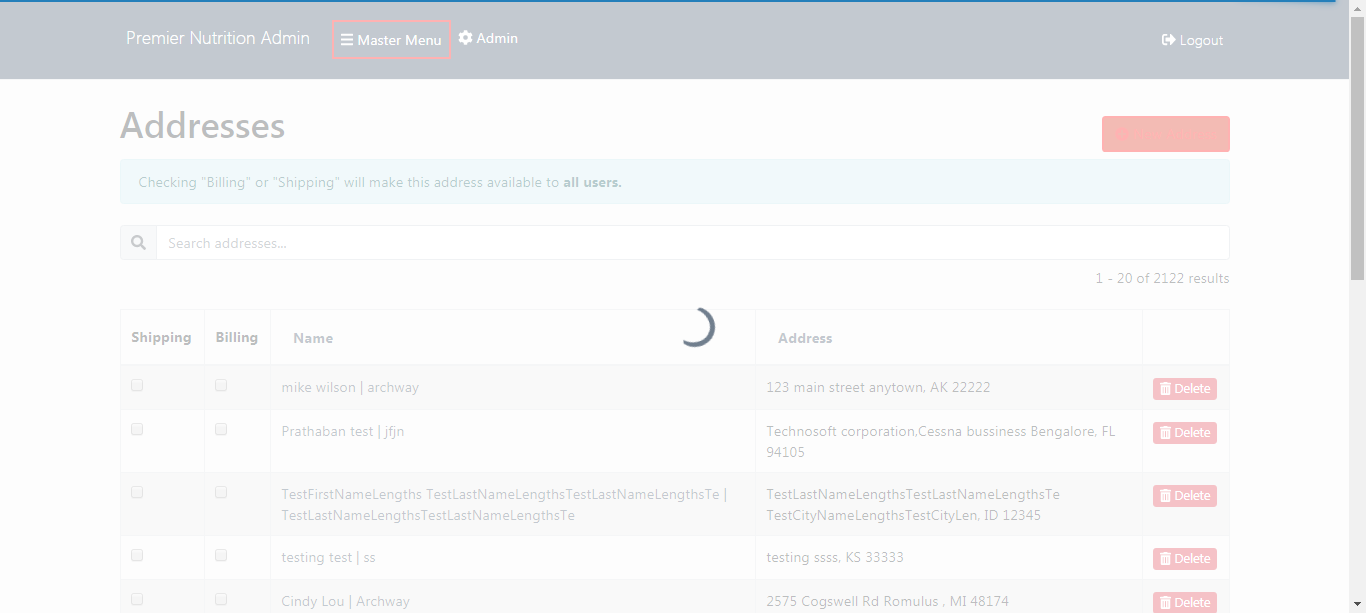 Premier Nutrition Admin Master Menu Admin Logout
Addresses
Checking "Billing" or "Shipping" will make this address available to all users.
Search addresses...
1 - 20 of 2122 results
Shipping Billing Name Address
mike wilson | archway 123 main street anytown, AK 22222 Delete
Prathaban test | jfjn Technosoft corporation,Cessna bussiness Bengalore, FL Delete
94105
TestFirstNameLengths TestLastNameLengthsTestLastNameLengthsTe | TestLastNameLengthsTestLastNameLengthsTe Delete
TestLastNameLengthsTestLastNameLengthsTe TestCityNameLengthsTestCityLen, ID 12345
testing test | ss testing ssss, KS 33333 Delete
Cindy Lou | Archway 2575 Cogswell Rd Romulus , MI 48174 Delete